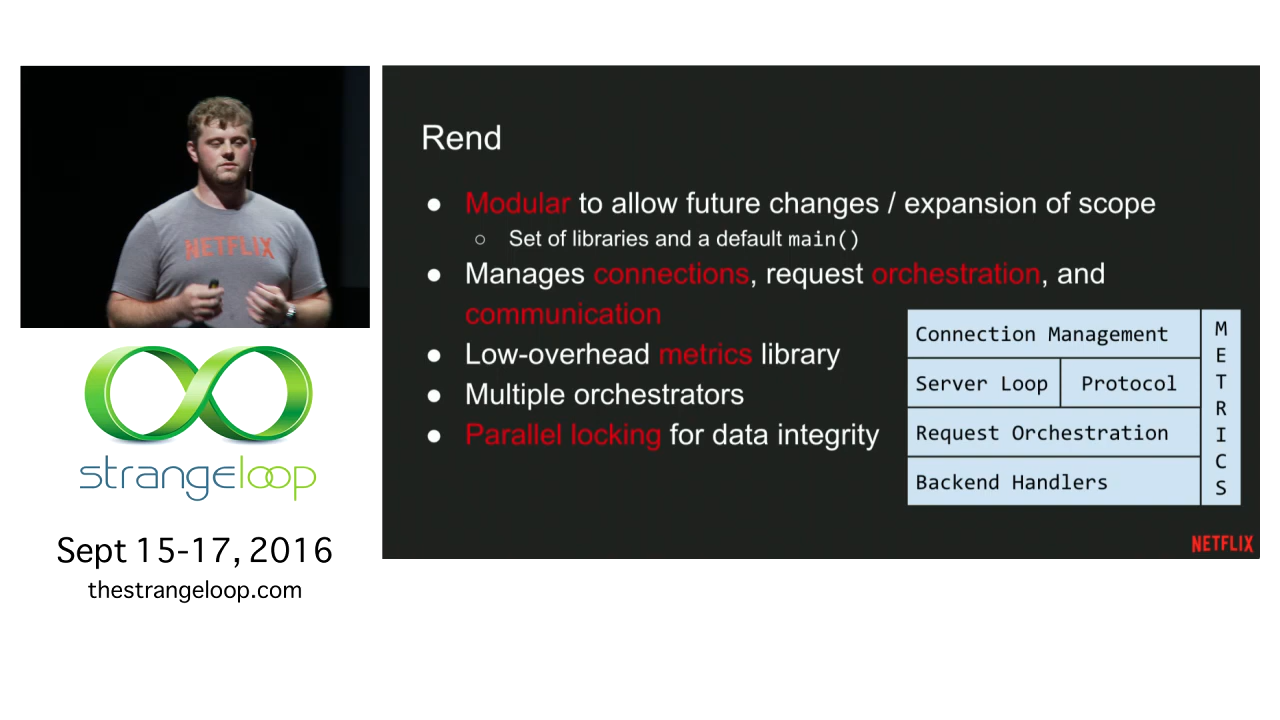 NETFLIX
strangeloop
Sept 15-17, 2016
thestrangeloop.com
Rend
● Modular to allow future changes / expansion of scope
○ Set of libraries and a default main()
● Manages connections, request orchestration, and
communication
● Low-overhead metrics library
● Multiple orchestrators
● Parallel locking for data integrity
Connection Management
Server Loop
Protocol
Request Orchestration
Backend Handlers
METRICS
NETFLIX